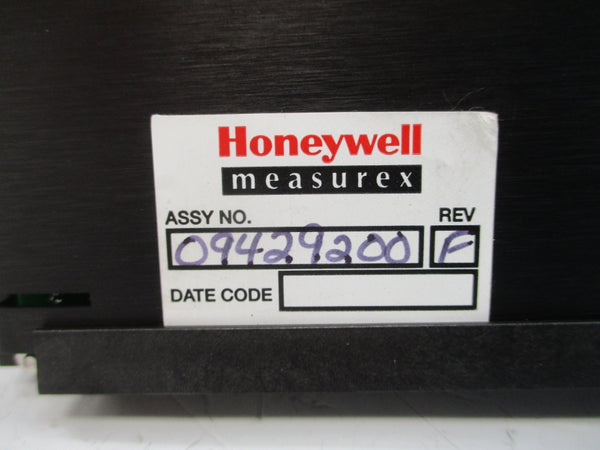 Honeywell
measurex
ASSY NO. REV
09429200 F
DATE CODE